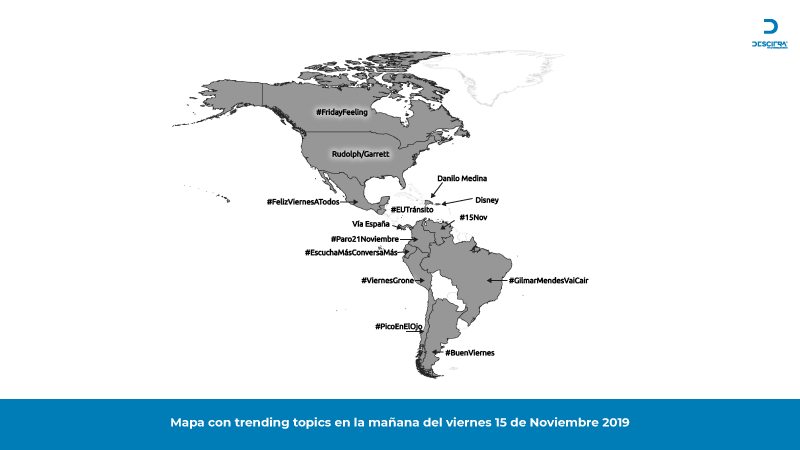 DESCIFRA
#FridayFeeling
Rudolph/Garrett
Danilo Medina
#FelizViernesATodos
Disney
#EUTránsito
#15Nov
Vía España
#Paro21Noviembre
#EscuchaMásConversaMás
#ViernesGrone
#GilmarMendesVaiCair
#PicoEnElOjo
#BuenViernes
Mapa con trending topics en la mañana del viernes 15 de Noviembre 2019